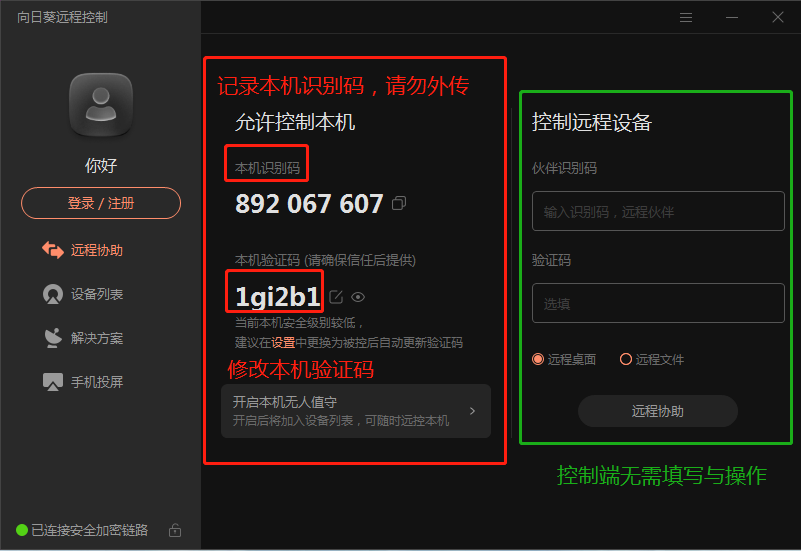 向日葵远程控制
你好
登录 / 注册
远程协助
设备列表
解决方案
手机投屏
已连接安全加密链路
记录本机识别码，请勿外传
允许控制本机
本机识别码
892 067 607
本机验证码 (请确保信任后提供)
1gi2b1
当前本机安全级别较低，
建议在设置中更换为被控后自动更新验证码
修改本机验证码
开启本机无人值守
开启后将加入设备列表，可随时远控本机
控制远程设备
伙伴识别码
输入识别码，远程伙伴
验证码
选填
远程桌面 远程文件
远程协助
控制端无需填写与操作